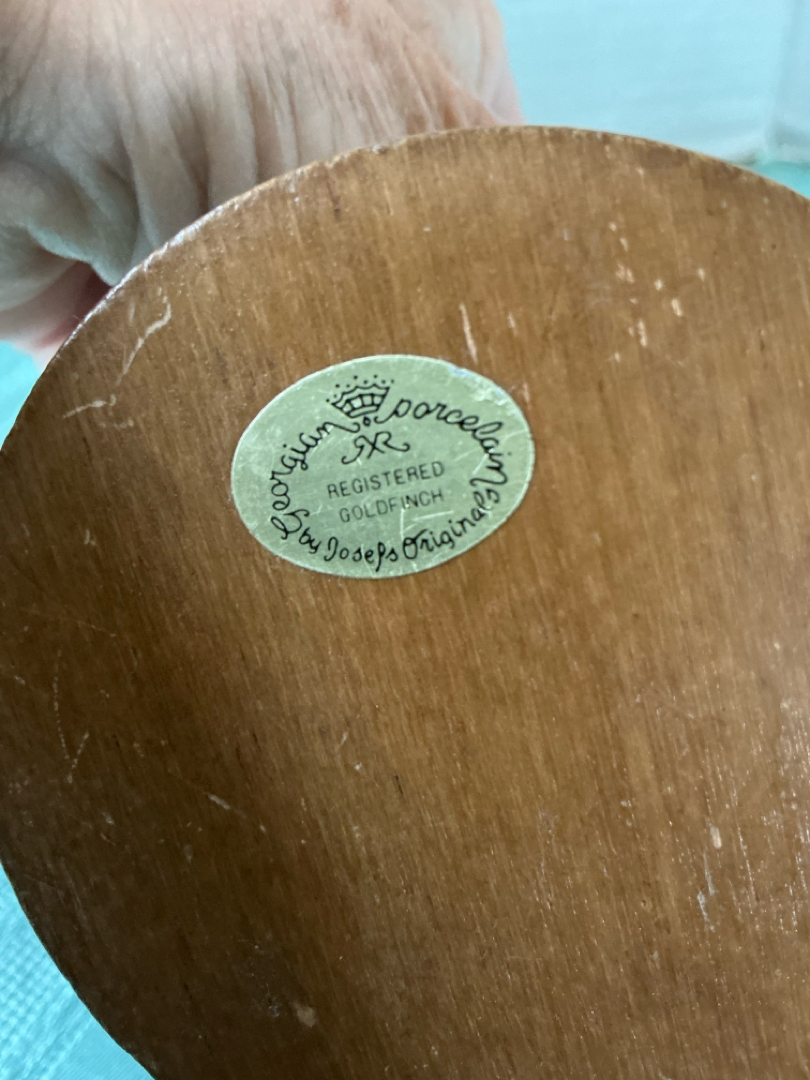 Georgian porcelain
REGISTERED
GOLDFINCH
by Josefs Originals